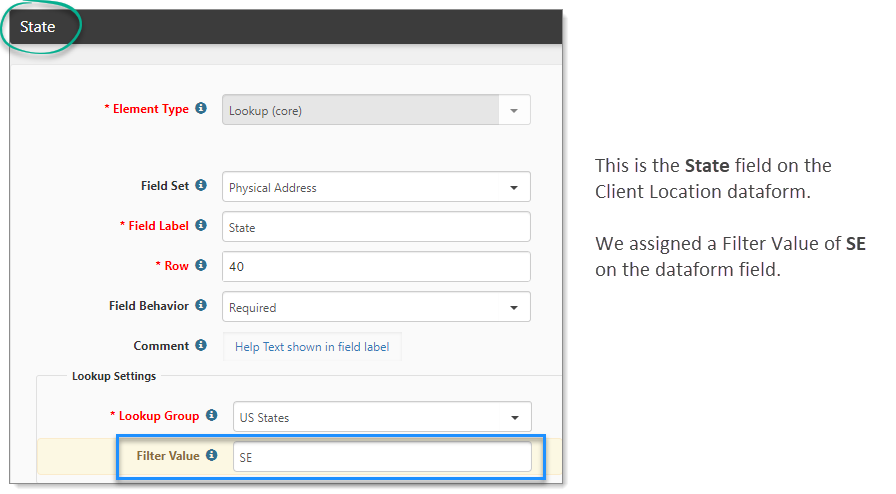 State
* Element Type
Lookup (core)
Field Set
Physical Address
* Field Label
State
* Row
40
Field Behavior
Required
Comment
Help Text shown in field label
Lookup Settings
* Lookup Group
US States
Filter Value
SE
This is the State field on the
Client Location dataform.
We assigned a Filter Value of SE
on the dataform field.